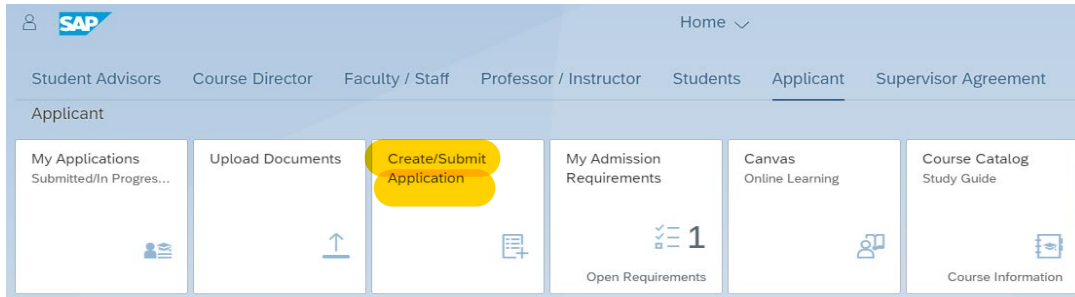 SAP
Home
Student Advisors Course Director Faculty / Staff Professor / Instructor Students Applicant Supervisor Agreement
Applicant
My Applications
Submitted/In Progres...
Upload Documents
Create/Submit
Application
My Admission
Requirements
1
Open Requirements
Canvas
Online Learning
Course Catalog
Study Guide
Course Information